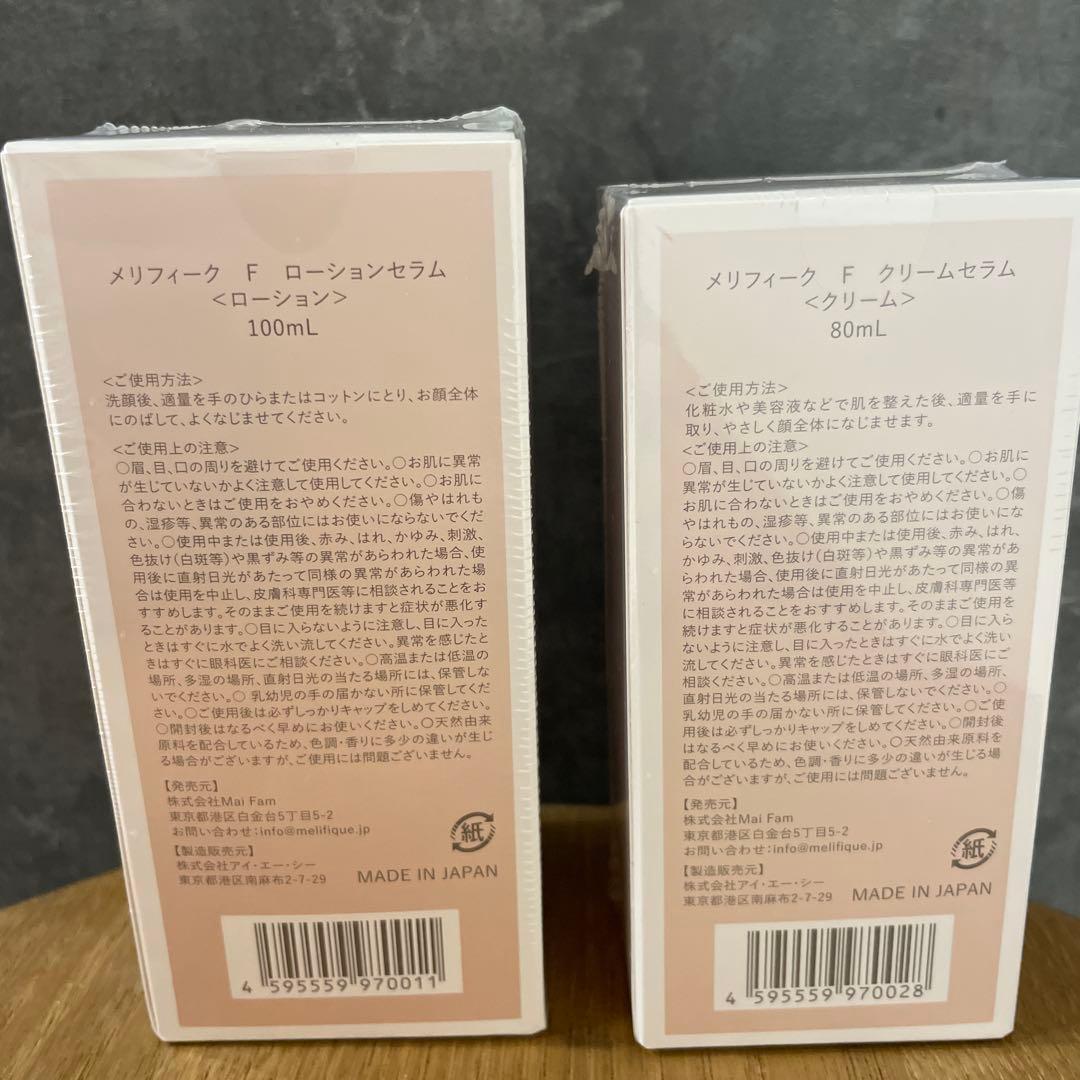 メリフィーク F ローションセラム
<ローション>
100mL
<ご使用方法>
洗顔後、適量を手のひらまたはコットンにとり、お顔全体
にのばして、よくなじませてください。
<ご使用上の注意>
○眉、目、口の周りを避けてご使用ください。○お肌に異常
が生じていないかよく注意して使用してください。○お肌に
合わないときはご使用をおやめください。○傷やはれも
の、湿疹等、異常のある部位にはお使いにならないでくだ
さい。○使用中または使用後、赤み、はれ、かゆみ、刺激、
色抜け(白斑等)や黒ずみ等の異常があらわれた場合、使
用後に直射日光があたって同様の異常があらわれた場
合は使用を中止し、皮膚科専門医等に相談されることをお
すすめします。そのままご使用を続けますと症状が悪化す
ることがあります。○目に入らないように注意し、目に入った
ときはすぐに水でよく洗い流してください。異常を感じたと
きはすぐに眼科医にご相談ください。○高温または低温の
場所、多湿の場所、直射日光の当たる場所には、保管しな
いでください。○乳幼児の手の届かない所に保管してくだ
さい。○ご使用後は必ずしっかりキャップをしめてください。
○開封後はなるべく早めにお使いください。○天然由来
原料を配合しているため、色調・香りに多少の違いが生じ
る場合がございますが、ご使用には問題ございません。
【発売元】
株式会社Mai Fam
東京都港区白金台5丁目5-2
お問い合わせ:info@melifique.jp
【製造販売元】
株式会社アイ・エー・シー
東京都港区南麻布2-7-29
紙
MADE IN JAPAN
4 595559 970011
メリフィーク F クリームセラム
<クリーム>
80mL
<ご使用方法>
化粧水や美容液などで肌を整えた後、適量を手に
取り、やさしく顔全体になじませます。
<ご使用上の注意>
○眉、目、口の周りを避けてご使用ください。○お肌に
異常が生じていないかよく注意して使用してください。○
お肌に合わないときはご使用をおやめください。○傷
やはれもの、湿疹等、異常のある部位にはお使いにな
らないでください。○使用中または使用後、赤み、はれ、
かゆみ、刺激、色抜け(白斑等)や黒ずみ等の異常があ
らわれた場合、使用後に直射日光があたって同様の異
常があらわれた場合は使用を中止し、皮膚科専門医等
に相談されることをおすすめします。そのままご使用を
続けますと症状が悪化することがあります。○目に入ら
ないように注意し、目に入ったときはすぐに水でよく洗い
流してください。異常を感じたときはすぐに眼科医にご
相談ください。○高温または低温の場所、多湿の場所、
直射日光の当たる場所には、保管しないでください。○
乳幼児の手の届かない所に保管してください。○ご使
用後は必ずしっかりキャップをしめてください。○開封後
はなるべく早めにお使いください。○天然由来原料を
配合しているため、色調・香りに多少の違いが生じる場
合がございますが、ご使用には問題ございません。
【発売元】
株式会社Mai Fam
東京都港区白金台5丁目5-2
お問い合わせ:info@melifique.jp
【製造販売元】
株式会社アイ・エー・シー
東京都港区南麻布2-7-29
紙
MADE IN JAPAN
4 595559 970028